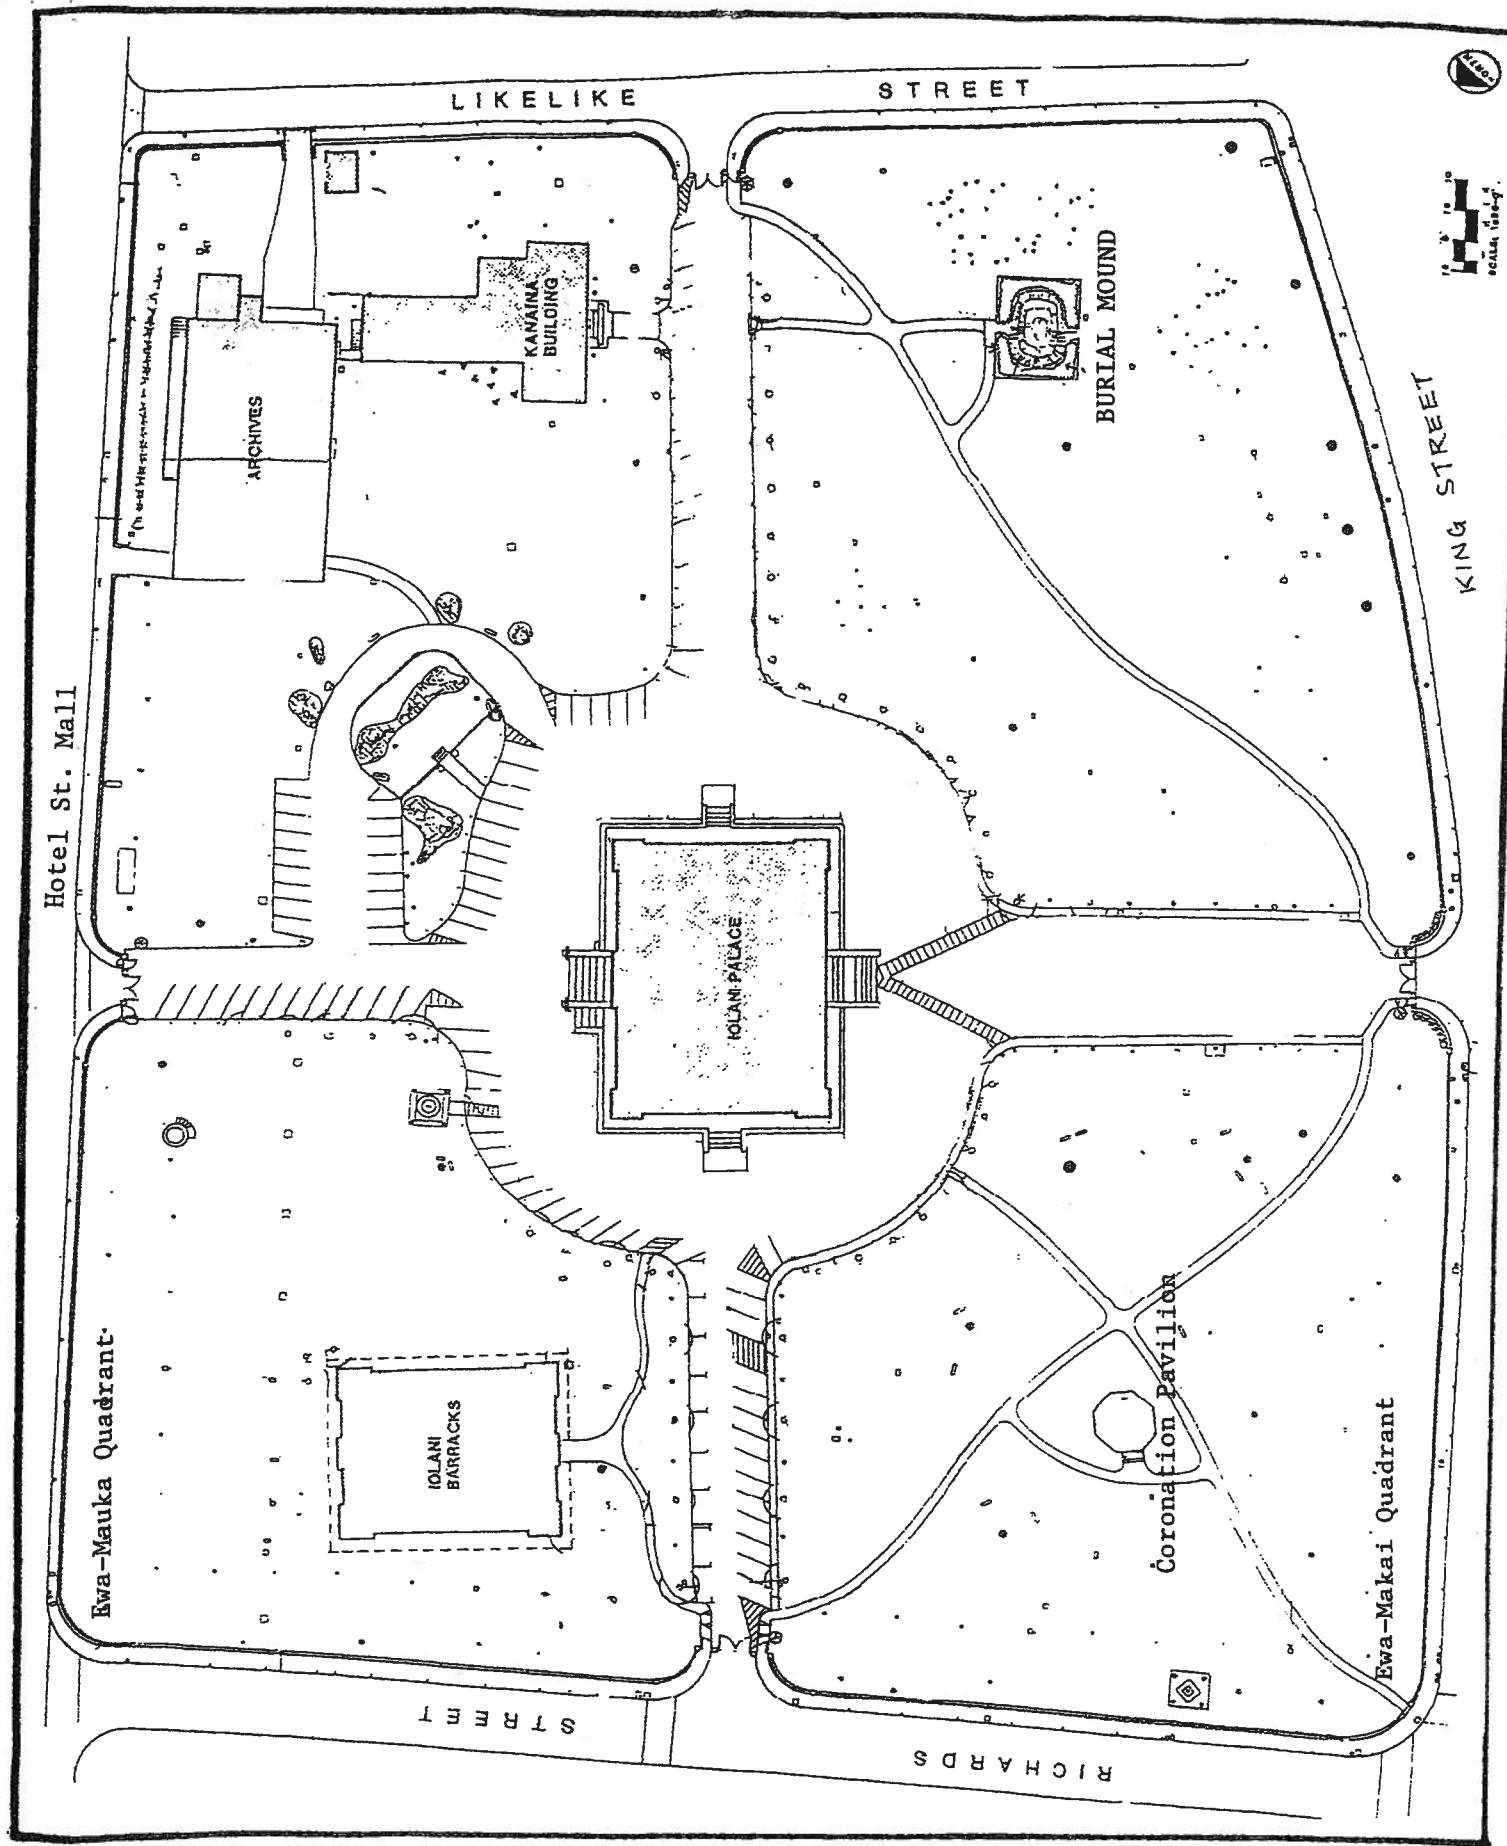 LIKELIKE STREET
NORTH
KANAINA
BUILDING
ARCHIVES
BURIAL MOUND
KING STREET
Hotel St. Mall
IOLANI PALACE
Ewa-Mauka Quadrant
IOLANI
BARRACKS
Coronation Pavilion
Ewa-Makai Quadrant
RICHARDS STREET